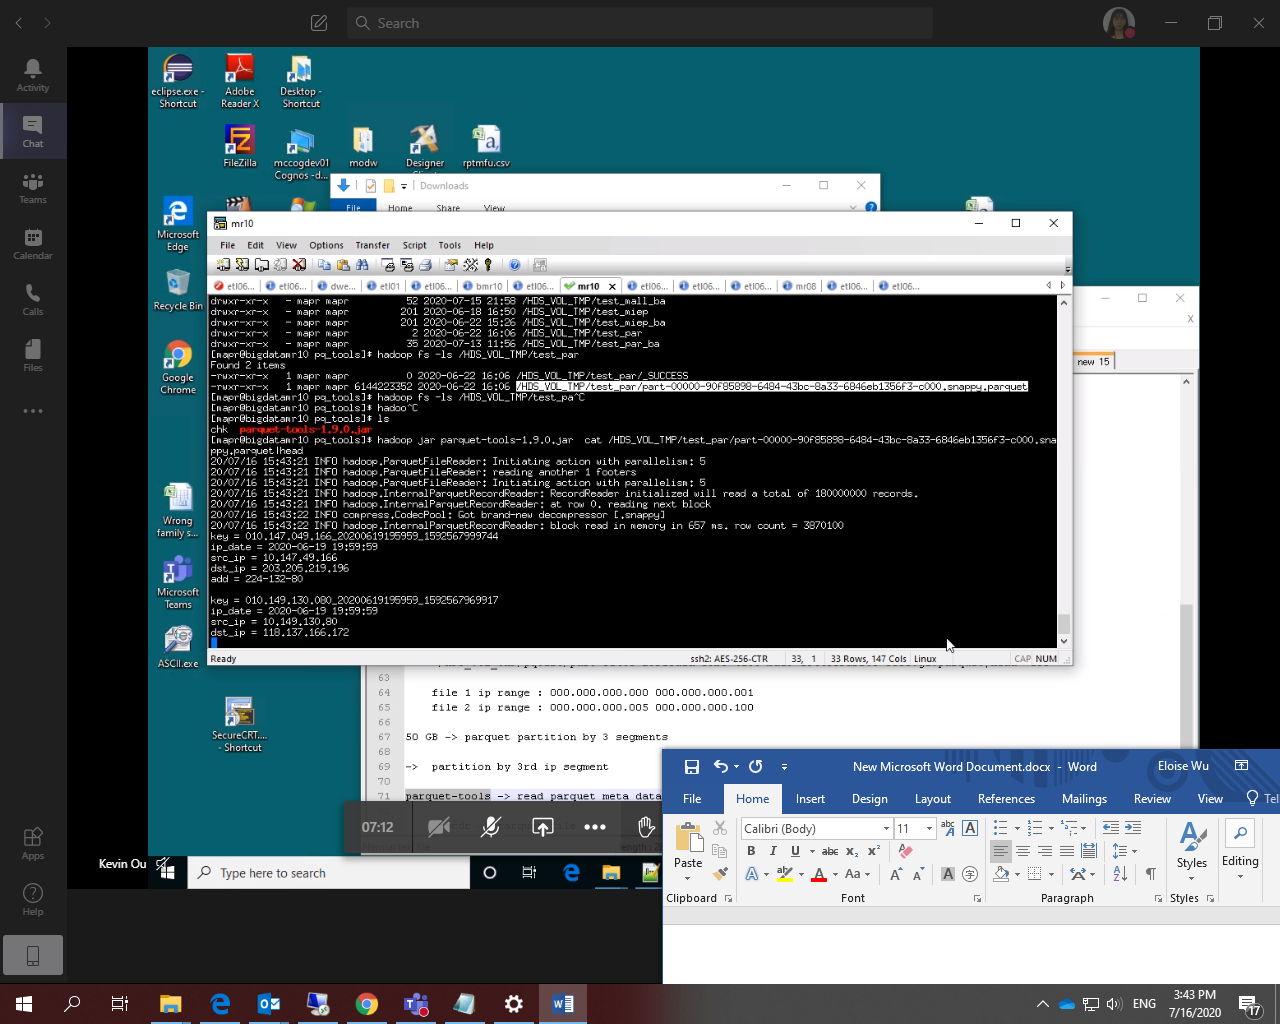 Search
Activity
Chat
Teams
Calendar
Calls
Files
Apps
Help
eclipse.exe - Shortcut
Adobe Reader X
Desktop - Shortcut
FileZilla
mccogdev01 Cognos -d...
modw
Designer
rptmfu.csv
Microsoft Edge
Recycle Bin
Google Chrome
Wrong family s...
Microsoft Teams
ASCII.exe
SecureCRT.... - Shortcut
Downloads
File Home Share View
mr10
File Edit View Options Transfer Script Tools Help
etl06... etl06... dwe... etl01 etl06... bmr10 etl06... mr10 etl06... etl06... etl06... mr08 etl06... etl06...
drwxr-xr-x - mapr mapr 52 2020-07-15 21:58 /HDS_VOL_TMP/test_mall_ba
drwxr-xr-x - mapr mapr 201 2020-06-18 16:50 /HDS_VOL_TMP/test_miep
drwxr-xr-x - mapr mapr 201 2020-06-22 15:26 /HDS_VOL_TMP/test_miep_ba
drwxr-xr-x - mapr mapr 2 2020-06-22 16:06 /HDS_VOL_TMP/test_par
drwxr-xr-x - mapr mapr 35 2020-07-13 11:56 /HDS_VOL_TMP/test_par_ba
[mapr@bigdatamr10 pq_tools]$ hadoop fs -ls /HDS_VOL_TMP/test_par
Found 2 items
-rwxr-xr-x 1 mapr mapr 0 2020-06-22 16:06 /HDS_VOL_TMP/test_par/_SUCCESS
-rwxr-xr-x 1 mapr mapr 6144223352 2020-06-22 16:06 /HDS_VOL_TMP/test_par/part-00000-90f85898-6484-43bc-8a33-6846eb1356f3-c000.snappy.parquet
[mapr@bigdatamr10 pq_tools]$ hadoop fs -ls /HDS_VOL_TMP/test_pa^C
[mapr@bigdatamr10 pq_tools]$ hadoo^C
[mapr@bigdatamr10 pq_tools]$ ls
chk parquet-tools-1.9.0.jar
[mapr@bigdatamr10 pq_tools]$ hadoop jar parquet-tools-1.9.0.jar cat /HDS_VOL_TMP/test_par/part-00000-90f85898-6484-43bc-8a33-6846eb1356f3-c000.sna
ppy.parquet|head
20/07/16 15:43:21 INFO hadoop.ParquetFileReader: Initiating action with parallelism: 5
20/07/16 15:43:21 INFO hadoop.ParquetFileReader: reading another 1 footers
20/07/16 15:43:21 INFO hadoop.ParquetFileReader: Initiating action with parallelism: 5
20/07/16 15:43:21 INFO hadoop.InternalParquetRecordReader: RecordReader initialized will read a total of 180000000 records.
20/07/16 15:43:21 INFO hadoop.InternalParquetRecordReader: at row 0. reading next block
20/07/16 15:43:22 INFO compress.CodecPool: Got brand-new decompressor [.snappy]
20/07/16 15:43:22 INFO hadoop.InternalParquetRecordReader: block read in memory in 657 ms. row count = 3870100
key = 010.147.049.166_20200619195959_1592567999744
ip_date = 2020-06-19 19:59:59
src_ip = 10.147.49.166
dst_ip = 203.205.219.196
add = 224-132-80
key = 010.149.130.080_20200619195959_1592567969917
ip_date = 2020-06-19 19:59:59
src_ip = 10.149.130.80
dst_ip = 118.137.166.172
Ready ssh2: AES-256-CTR 33, 1 33 Rows, 147 Cols Linux CAP NUM
new 15
X
63
64 file 1 ip range : 000.000.000.000 000.000.000.001
65 file 2 ip range : 000.000.000.005 000.000.000.100
66
67 50 GB -> parquet partition by 3 segments
68
69 -> partition by 3rd ip segment
70
71 parquet-tools -> read parquet meta data
07:12
Kevin Ou
Type here to search
New Microsoft Word Document.docx - Word
Eloise Wu
File Home Insert Design Layout References Mailings Review View Tel
Calibri (Body) 11
Paste
B I U abc X₂ X²
Aa
Styles
Editing
Clipboard Font Paragraph Styles
ENG
3:43 PM
7/16/2020
17